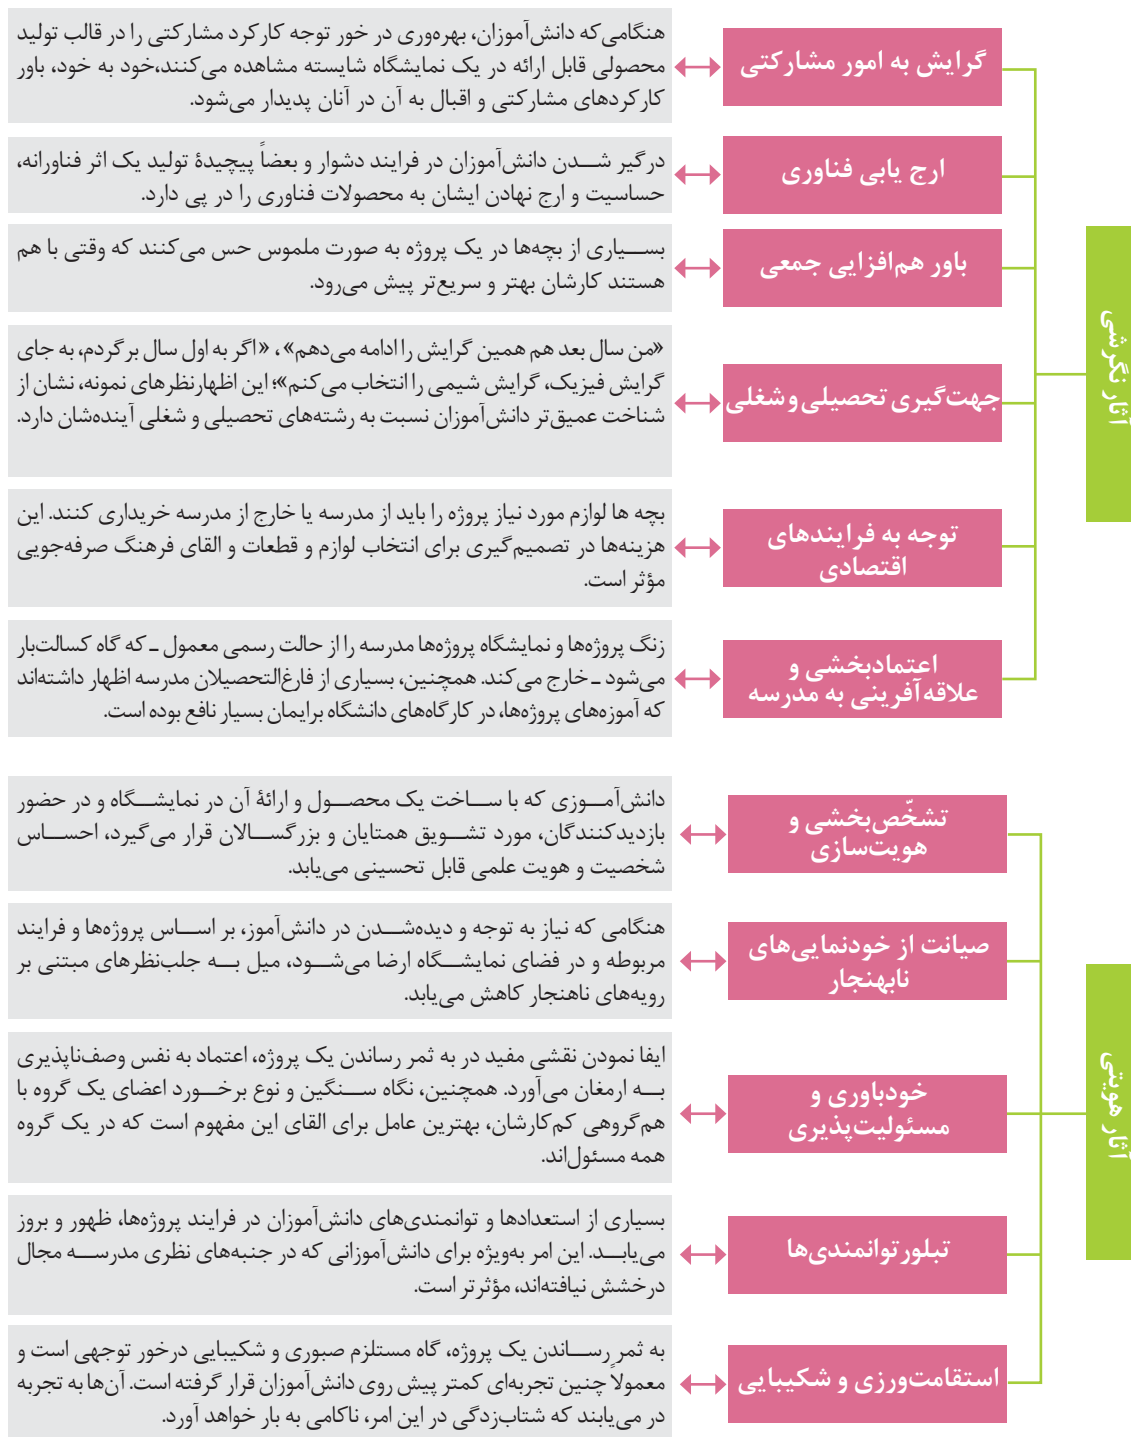 آثار نگرشی
گرایش به امور مشارکتی
هنگامی‌که دانش‌آموزان، بهره‌وری در خور توجه کارکرد مشارکتی را در قالب تولید
محصولی قابل ارائه در یک نمایشگاه شایسته مشاهده می‌کنند،خود به خود، باور
کارکردهای مشارکتی و اقبال به آن در آنان پدیدار می‌شود.
ارج یابی فناوری
درگیر شدن دانش‌آموزان در فرایند دشوار و بعضاً پیچیدهٔ تولید یک اثر فناورانه،
حساسیت و ارج نهادن ایشان به محصولات فناوری را در پی دارد.
باور هم‌افزایی جمعی
بسیاری از بچه‌ها در یک پروژه به صورت ملموس حس می‌کنند که وقتی با هم
هستند کارشان بهتر و سریع‌تر پیش می‌رود.
جهت‌گیری تحصیلی و شغلی
«من سال بعد هم همین گرایش را ادامه می‌دهم» ، «اگر به اول سال برگردم، به جای
گرایش فیزیک، گرایش شیمی را انتخاب می‌کنم»؛ این اظهارنظرهای نمونه، نشان از
شناخت عمیق‌تر دانش‌آموزان نسبت به رشته‌های تحصیلی و شغلی آینده‌شان دارد.
توجه به فرایندهای
اقتصادی
بچه ها لوازم مورد نیاز پروژه را باید از مدرسه یا خارج از مدرسه خریداری کنند. این
هزینه‌ها در تصمیم‌گیری برای انتخاب لوازم و قطعات و القای فرهنگ صرفه‌جویی
مؤثر است.
اعتمادبخشی و
علاقه‌آفرینی به مدرسه
زنگ پروژه‌ها و نمایشگاه پروژه‌ها مدرسه را از حالت رسمی معمول ـ که گاه کسالت‌بار
می‌شود ـ خارج می‌کند. همچنین، بسیاری از فارغ‌التحصیلان مدرسه اظهار داشته‌اند
که آموزه‌های پروژه‌ها، در کارگاه‌های دانشگاه برایمان بسیار نافع بوده است.
آثار هویتی
تشخّص‌بخشی و
هویت‌سازی
دانش‌آموزی که با ساخت یک محصول و ارائهٔ آن در نمایشگاه و در حضور
بازدیدکنندگان، مورد تشویق همتایان و بزرگسالان قرار می‌گیرد، احساس
شخصیت و هویت علمی قابل تحسینی می‌یابد.
صیانت از خودنمایی‌های
نابهنجار
هنگامی که نیاز به توجه و دیده‌شدن در دانش‌آموز، بر اساس پروژه‌ها و فرایند
مربوطه و در فضای نمایشگاه ارضا می‌شود، میل به جلب‌نظرهای مبتنی بر
رویه‌های ناهنجار کاهش می‌یابد.
خودباوری و
مسئولیت‌پذیری
ایفا نمودن نقشی مفید در به ثمر رساندن یک پروژه، اعتماد به نفس وصف‌ناپذیری
به ارمغان می‌آورد. همچنین، نگاه سنگین و نوع برخورد اعضای یک گروه با
هم‌گروهی کم‌کارشان، بهترین عامل برای القای این مفهوم است که در یک گروه
همه مسئول‌اند.
تبلور توانمندی‌ها
بسیاری از استعدادها و توانمندی‌های دانش‌آموزان در فرایند پروژه‌ها، ظهور و بروز
می‌یابد. این امر به‌ویژه برای دانش‌آموزانی که در جنبه‌های نظری مدرسه مجال
درخشش نیافته‌اند، مؤثرتر است.
استقامت‌ورزی و شکیبایی
به ثمر رساندن یک پروژه، گاه مستلزم صبوری و شکیبایی درخور توجهی است و
معمولاً چنین تجربه‌ای کمتر پیش روی دانش‌آموزان قرار گرفته است. آن‌ها به تجربه
در می‌یابند که شتاب‌زدگی در این امر، ناکامی به بار خواهد آورد.